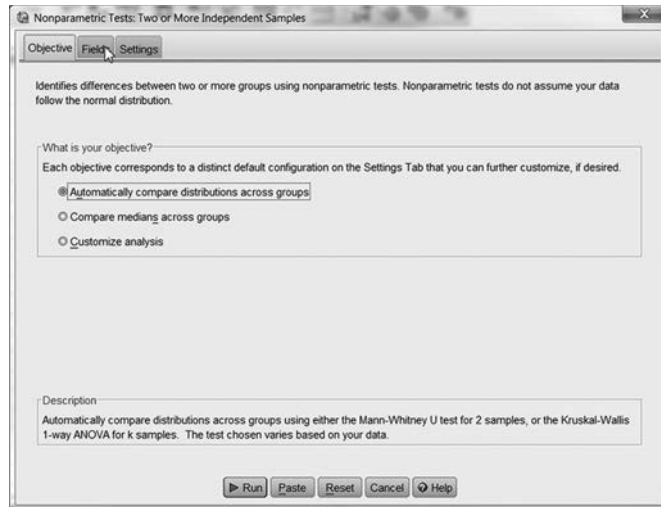 Nonparametric Tests: Two or More Independent Samples
Objective Fields Settings
Identifies differences between two or more groups using nonparametric tests. Nonparametric tests do not assume your data
follow the normal distribution.
What is your objective?
Each objective corresponds to a distinct default configuration on the Settings Tab that you can further customize, if desired.
Automatically compare distributions across groups
Compare medians across groups
Customize analysis
Description
Automatically compare distributions across groups using either the Mann-Whitney U test for 2 samples, or the Kruskal-Wallis
1-way ANOVA for k samples. The test chosen varies based on your data.
Run Paste Reset Cancel Help